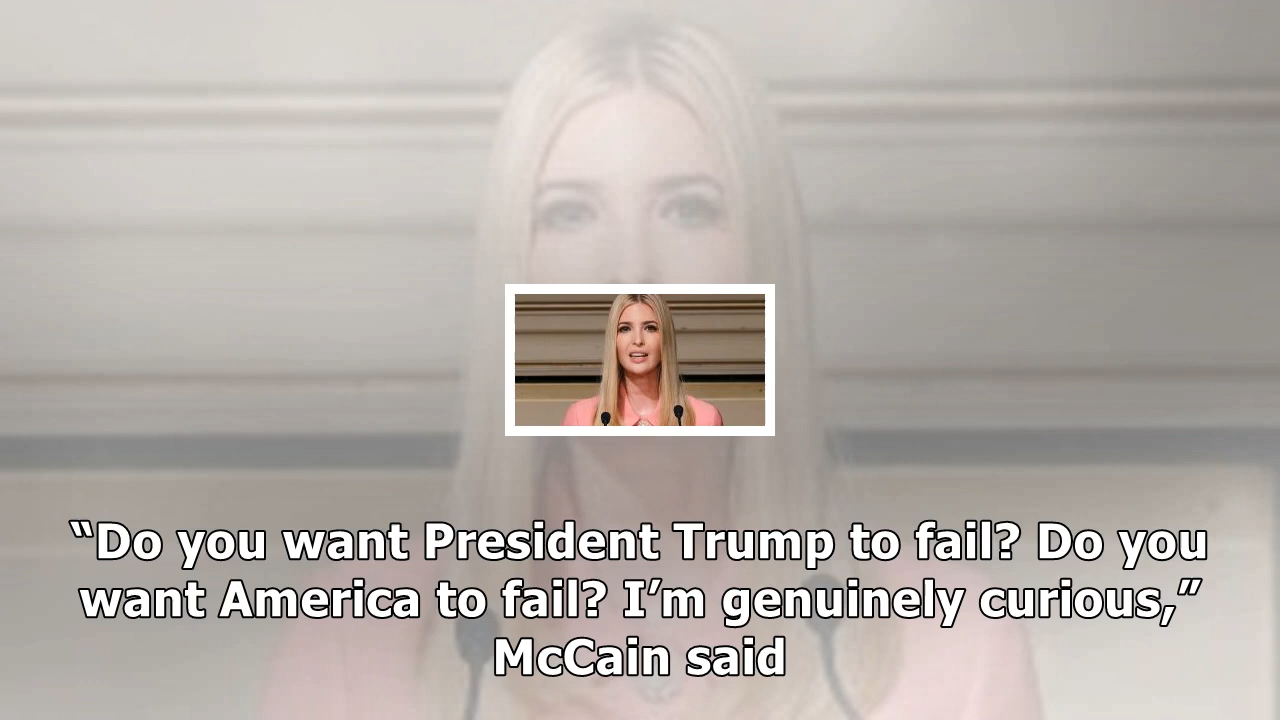 “Do you want President Trump to fail? Do you
want America to fail? I’m genuinely curious,”
McCain said